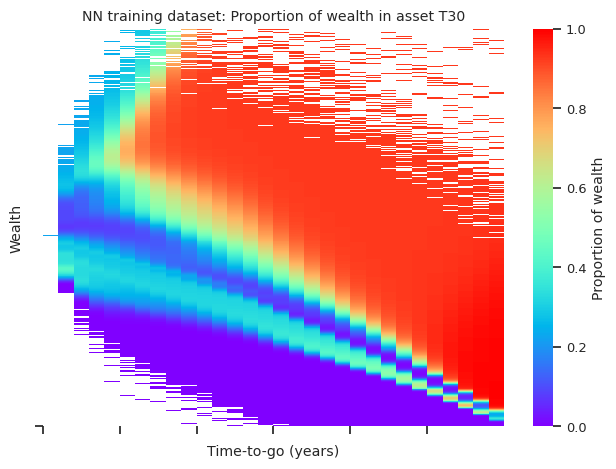 NN training dataset: Proportion of wealth in asset T30
Wealth
Time-to-go (years)
1.0
0.8
0.6
0.4
0.2
0.0
Proportion of wealth